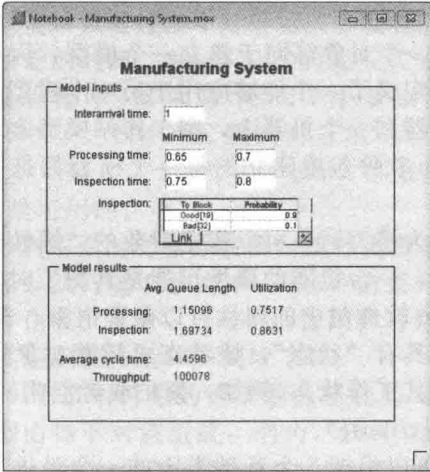 Notebook - Manufacturing System.mox
Manufacturing System
Model inputs
Interarrival time: 1
Minimum Maximum
Processing time: 0.65 0.7
Inspection time: 0.75 0.8
Inspection: To Block Probability
Good[19] 0.9
Bad[32] 0.1
Link
Model results
Avg. Queue Length Utilization
Processing: 1.15096 0.7517
Inspection: 1.69734 0.8631
Average cycle time: 4.4596
Throughput: 100078